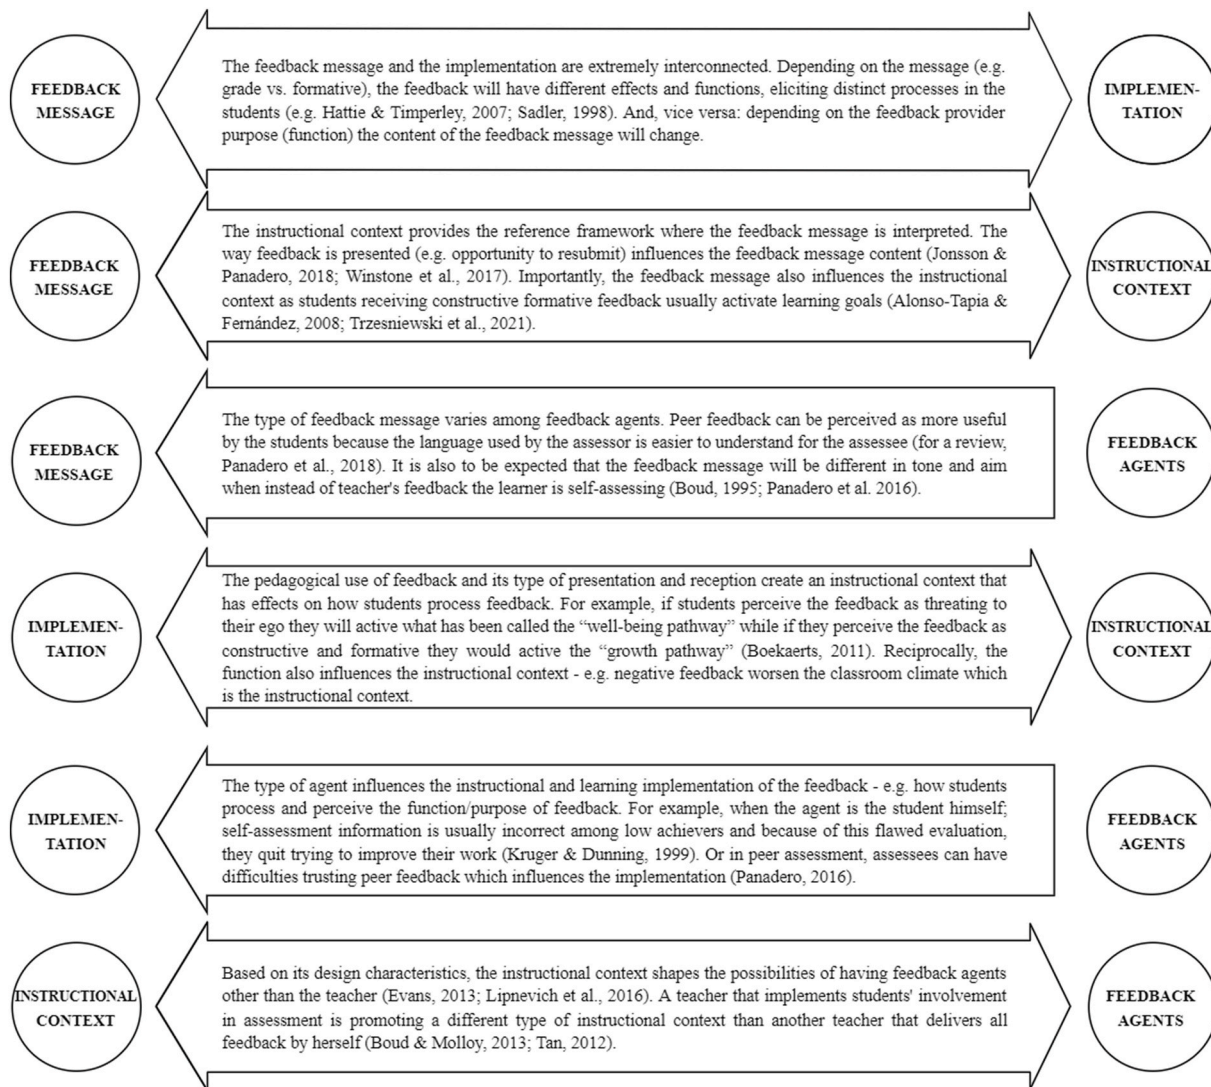 FEEDBACK
MESSAGE
The feedback message and the implementation are extremely interconnected. Depending on the message (e.g.
grade vs. formative), the feedback will have different effects and functions, eliciting distinct processes in the
students (e.g. Hattie & Timperley, 2007; Sadler, 1998). And, vice versa: depending on the feedback provider
purpose (function) the content of the feedback message will change.
IMPLEMEN-
TATION
FEEDBACK
MESSAGE
The instructional context provides the reference framework where the feedback message is interpreted. The
way feedback is presented (e.g. opportunity to resubmit) influences the feedback message content (Jonsson &
Panadero, 2018; Winstone et al., 2017). Importantly, the feedback message also influences the instructional
context as students receiving constructive formative feedback usually activate learning goals (Alonso-Tapia &
Fernández, 2008; Trzesniewski et al., 2021).
INSTRUCTIONAL
CONTEXT
FEEDBACK
MESSAGE
The type of feedback message varies among feedback agents. Peer feedback can be perceived as more useful
by the students because the language used by the assessor is easier to understand for the assessee (for a review,
Panadero et al., 2018). It is also to be expected that the feedback message will be different in tone and aim
when instead of teacher's feedback the learner is self-assessing (Boud, 1995; Panadero et al. 2016).
FEEDBACK
AGENTS
IMPLEMEN-
TATION
The pedagogical use of feedback and its type of presentation and reception create an instructional context that
has effects on how students process feedback. For example, if students perceive the feedback as threating to
their ego they will active what has been called the “well-being pathway” while if they perceive the feedback as
constructive and formative they would active the “growth pathway” (Boekaerts, 2011). Reciprocally, the
function also influences the instructional context - e.g. negative feedback worsen the classroom climate which
is the instructional context.
INSTRUCTIONAL
CONTEXT
IMPLEMEN-
TATION
The type of agent influences the instructional and learning implementation of the feedback - e.g. how students
process and perceive the function/purpose of feedback. For example, when the agent is the student himself;
self-assessment information is usually incorrect among low achievers and because of this flawed evaluation,
they quit trying to improve their work (Kruger & Dunning, 1999). Or in peer assessment, assessees can have
difficulties trusting peer feedback which influences the implementation (Panadero, 2016).
FEEDBACK
AGENTS
INSTRUCTIONAL
CONTEXT
Based on its design characteristics, the instructional context shapes the possibilities of having feedback agents
other than the teacher (Evans, 2013; Lipnevich et al., 2016). A teacher that implements students' involvement
in assessment is promoting a different type of instructional context than another teacher that delivers all
feedback by herself (Boud & Molloy, 2013; Tan, 2012).
FEEDBACK
AGENTS